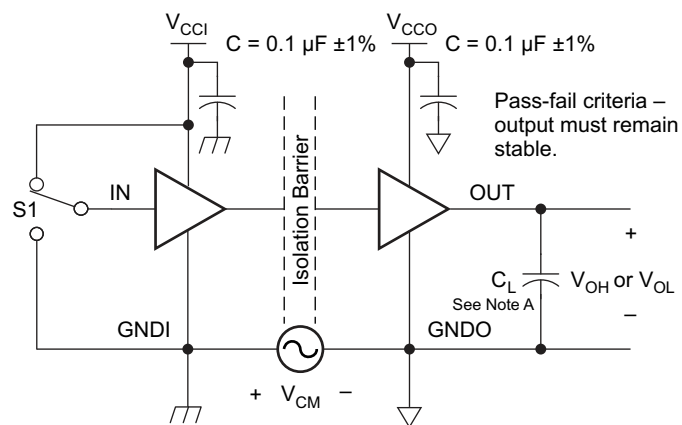 V_CCI
C = 0.1 µF ±1%
V_CCO
C = 0.1 µF ±1%
Pass-fail criteria –
output must remain
stable.
Isolation Barrier
S1
IN
OUT
+
C_L
See Note A
V_OH or V_OL
–
GNDI
GNDO
+ V_CM –